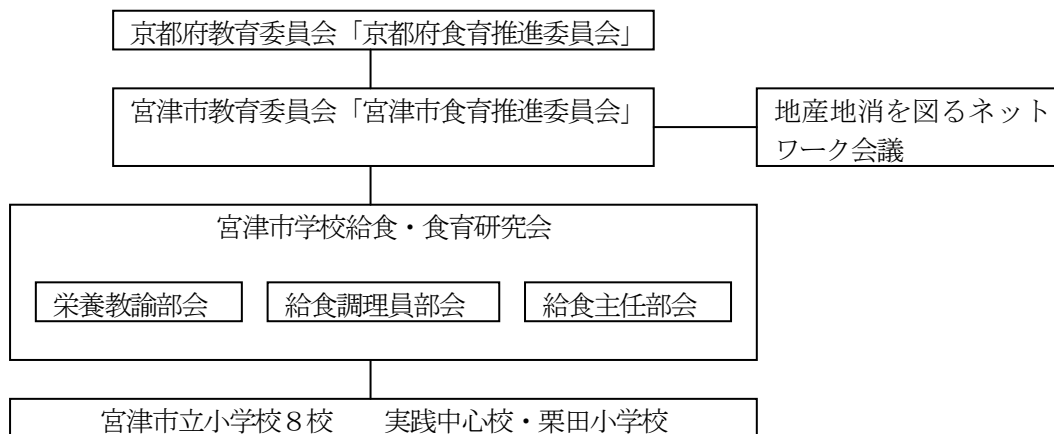 京都府教育委員会「京都府食育推進委員会」
宮津市教育委員会「宮津市食育推進委員会」
地産地消を図るネット
ワーク会議
宮津市学校給食・食育研究会
栄養教諭部会 給食調理員部会 給食主任部会
宮津市立小学校８校 実践中心校・栗田小学校